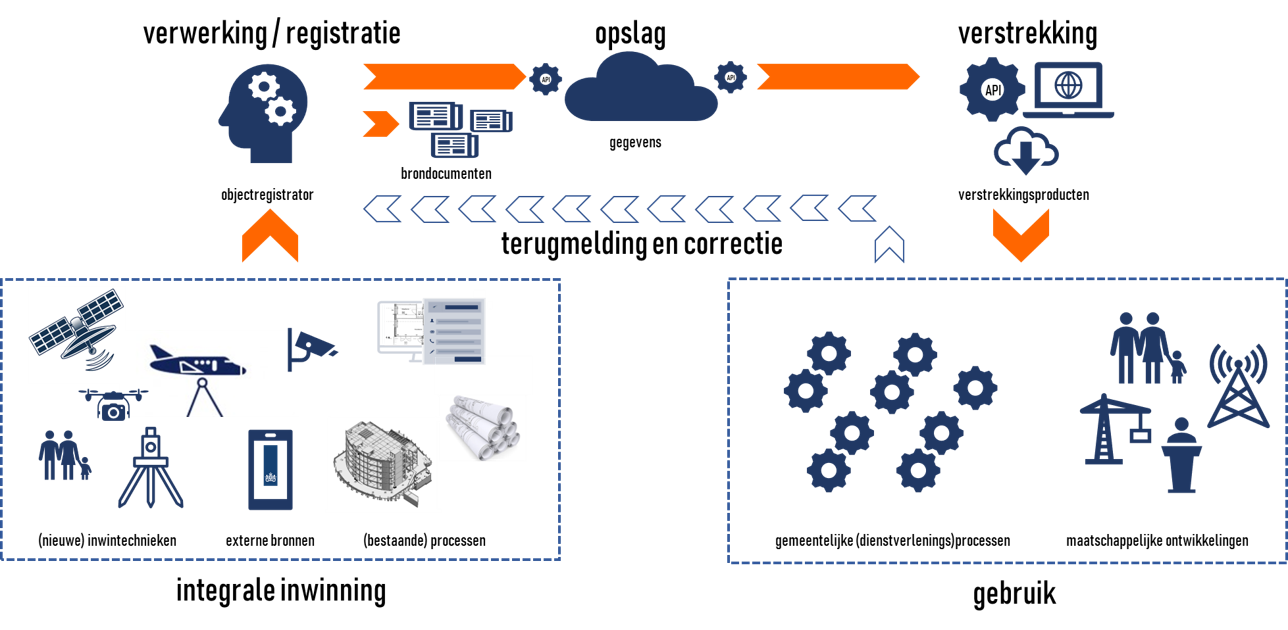 verwerking / registratie
opslag
verstrekking
API
API
API
gegevens
brondocumenten
objectregistrator
verstrekkingsproducten
terugmelding en correctie
(nieuwe) inwintechnieken
externe bronnen
(bestaande) processen
gemeentelijke (dienstverlenings)processen
maatschappelijke ontwikkelingen
integrale inwinning
gebruik